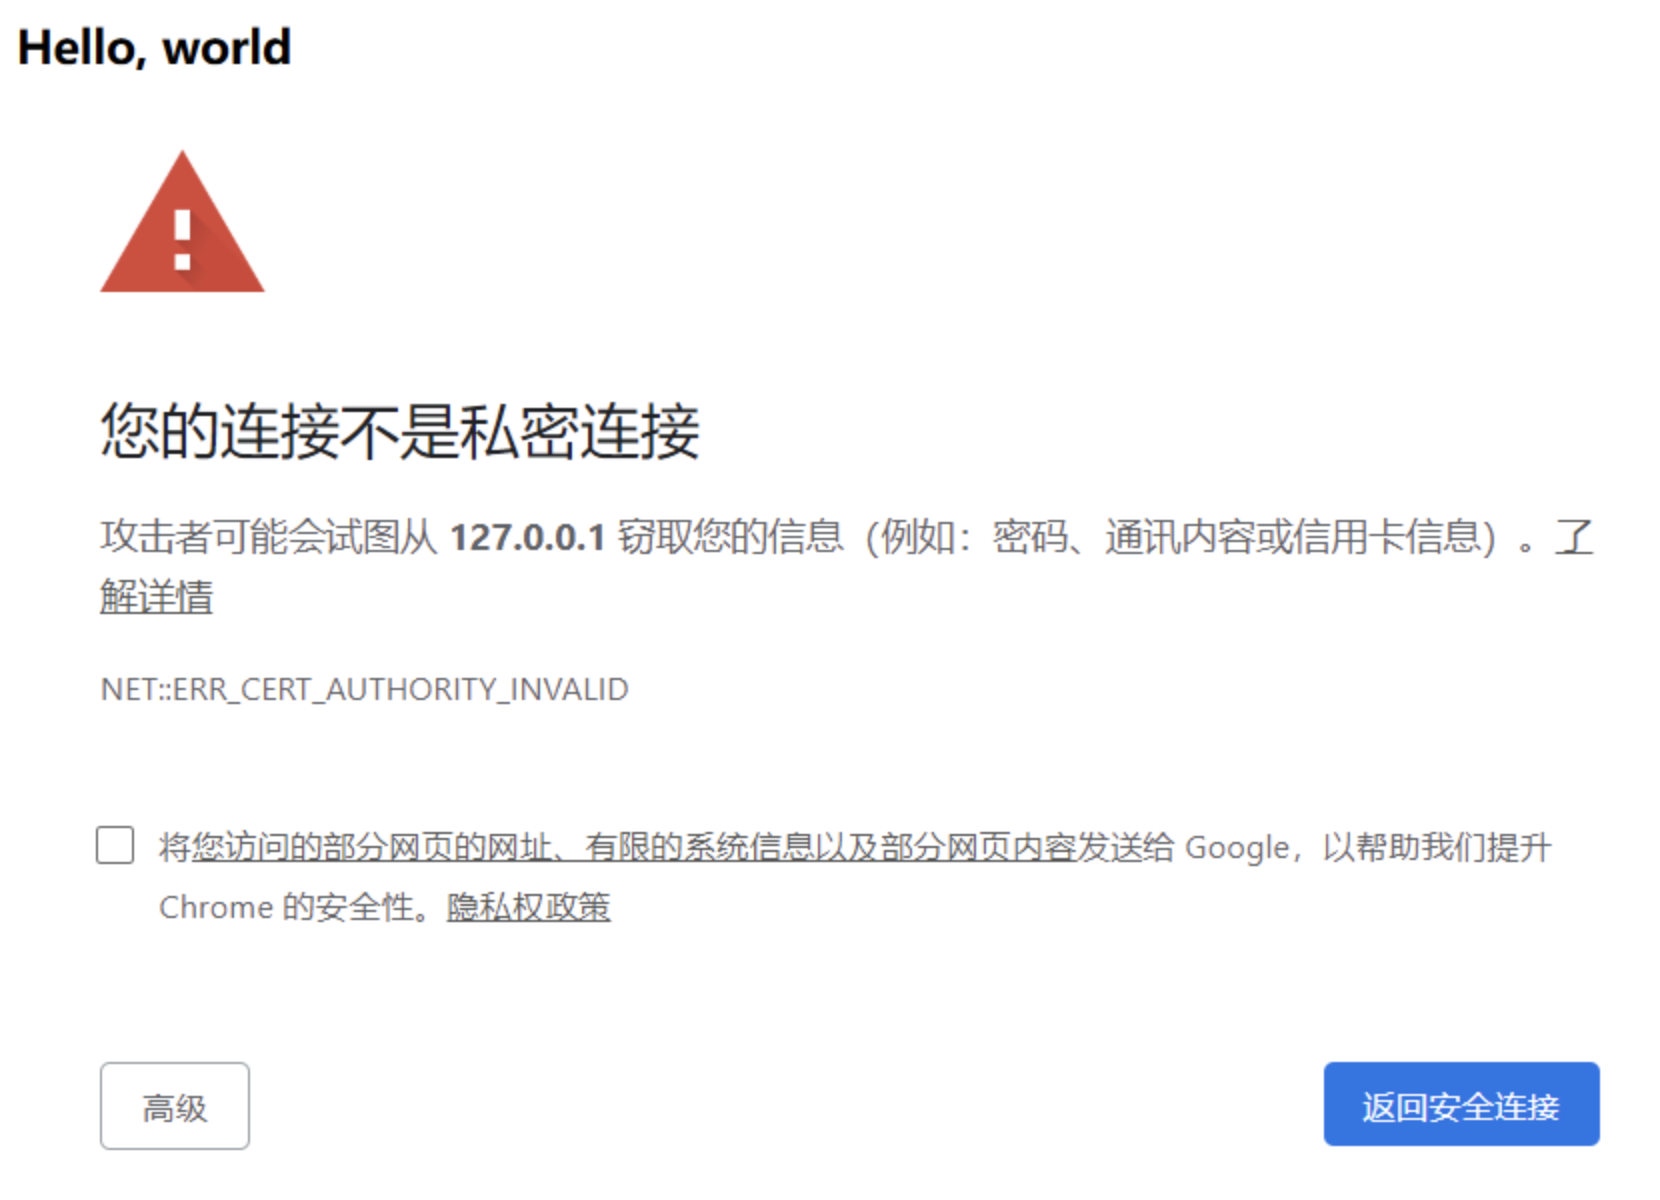 Hello, world
您的连接不是私密连接
攻击者可能会试图从 127.0.0.1 窃取您的信息（例如：密码、通讯内容或信用卡信息）。了
解详情
NET::ERR_CERT_AUTHORITY_INVALID
将您访问的部分网页的网址、有限的系统信息以及部分网页内容发送给 Google，以帮助我们提升
Chrome 的安全性。隐私权政策
高级
返回安全连接